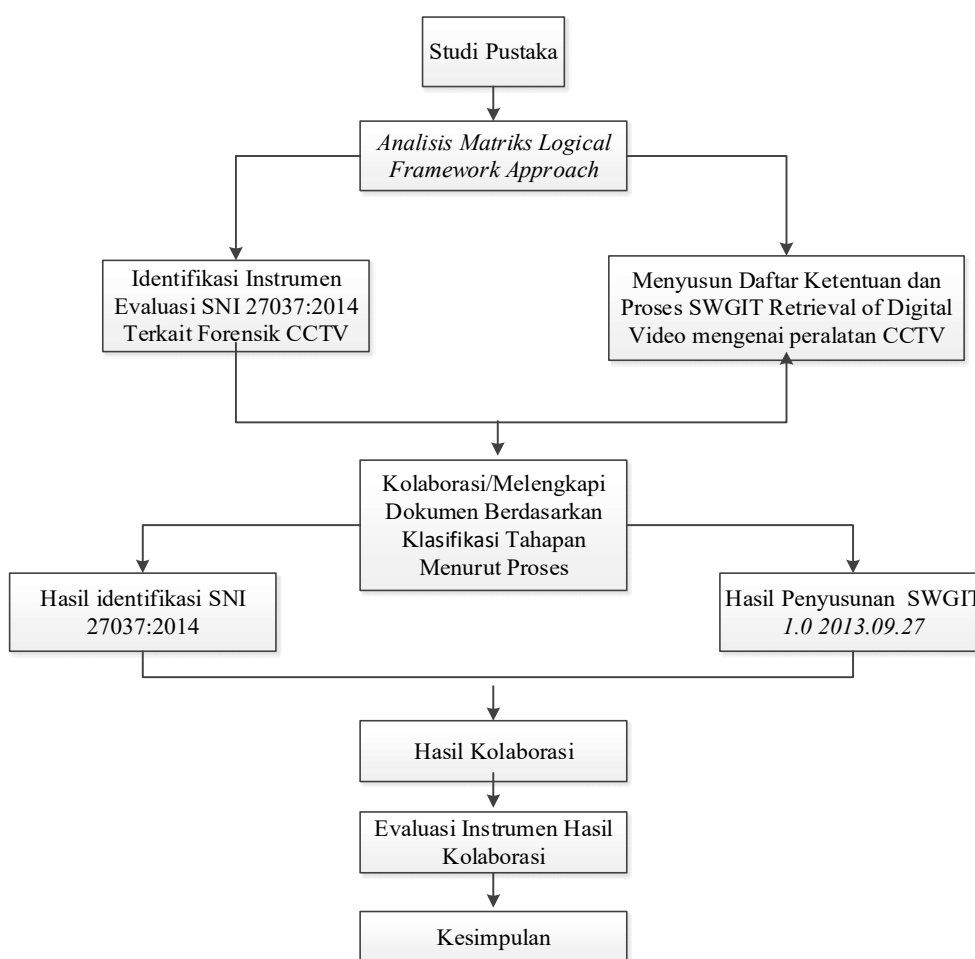 Studi Pustaka
Analisis Matriks Logical
Framework Approach
Identifikasi Instrumen
Evaluasi SNI 27037:2014
Terkait Forensik CCTV
Menyusun Daftar Ketentuan dan
Proses SWGIT Retrieval of Digital
Video mengenai peralatan CCTV
Kolaborasi/Melengkapi
Dokumen Berdasarkan
Klasifikasi Tahapan
Menurut Proses
Hasil identifikasi SNI
27037:2014
Hasil Penyusunan SWGIT
1.0 2013.09.27
Hasil Kolaborasi
Evaluasi Instrumen Hasil
Kolaborasi
Kesimpulan